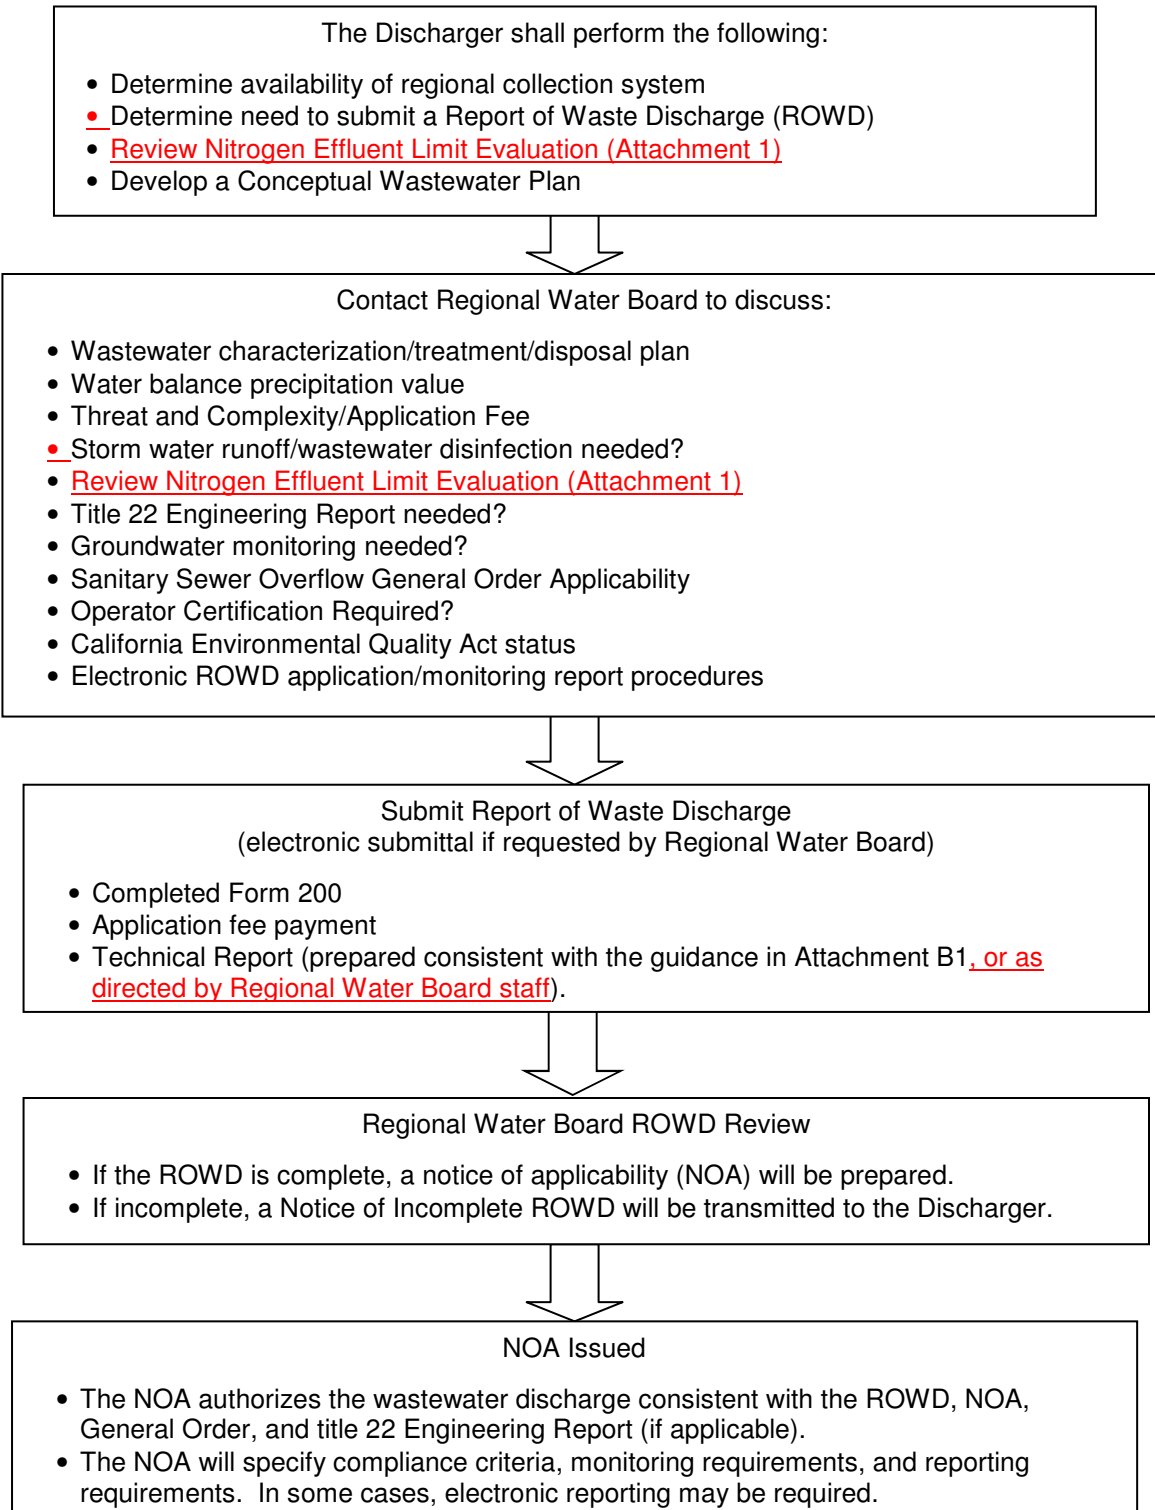 The Discharger shall perform the following:
• Determine availability of regional collection system
• Determine need to submit a Report of Waste Discharge (ROWD)
• Review Nitrogen Effluent Limit Evaluation (Attachment 1)
• Develop a Conceptual Wastewater Plan
Contact Regional Water Board to discuss:
• Wastewater characterization/treatment/disposal plan
• Water balance precipitation value
• Threat and Complexity/Application Fee
• Storm water runoff/wastewater disinfection needed?
• Review Nitrogen Effluent Limit Evaluation (Attachment 1)
• Title 22 Engineering Report needed?
• Groundwater monitoring needed?
• Sanitary Sewer Overflow General Order Applicability
• Operator Certification Required?
• California Environmental Quality Act status
• Electronic ROWD application/monitoring report procedures
Submit Report of Waste Discharge
(electronic submittal if requested by Regional Water Board)
• Completed Form 200
• Application fee payment
• Technical Report (prepared consistent with the guidance in Attachment B1, or as
directed by Regional Water Board staff).
Regional Water Board ROWD Review
• If the ROWD is complete, a notice of applicability (NOA) will be prepared.
• If incomplete, a Notice of Incomplete ROWD will be transmitted to the Discharger.
NOA Issued
• The NOA authorizes the wastewater discharge consistent with the ROWD, NOA,
General Order, and title 22 Engineering Report (if applicable).
• The NOA will specify compliance criteria, monitoring requirements, and reporting
requirements.  In some cases, electronic reporting may be required.